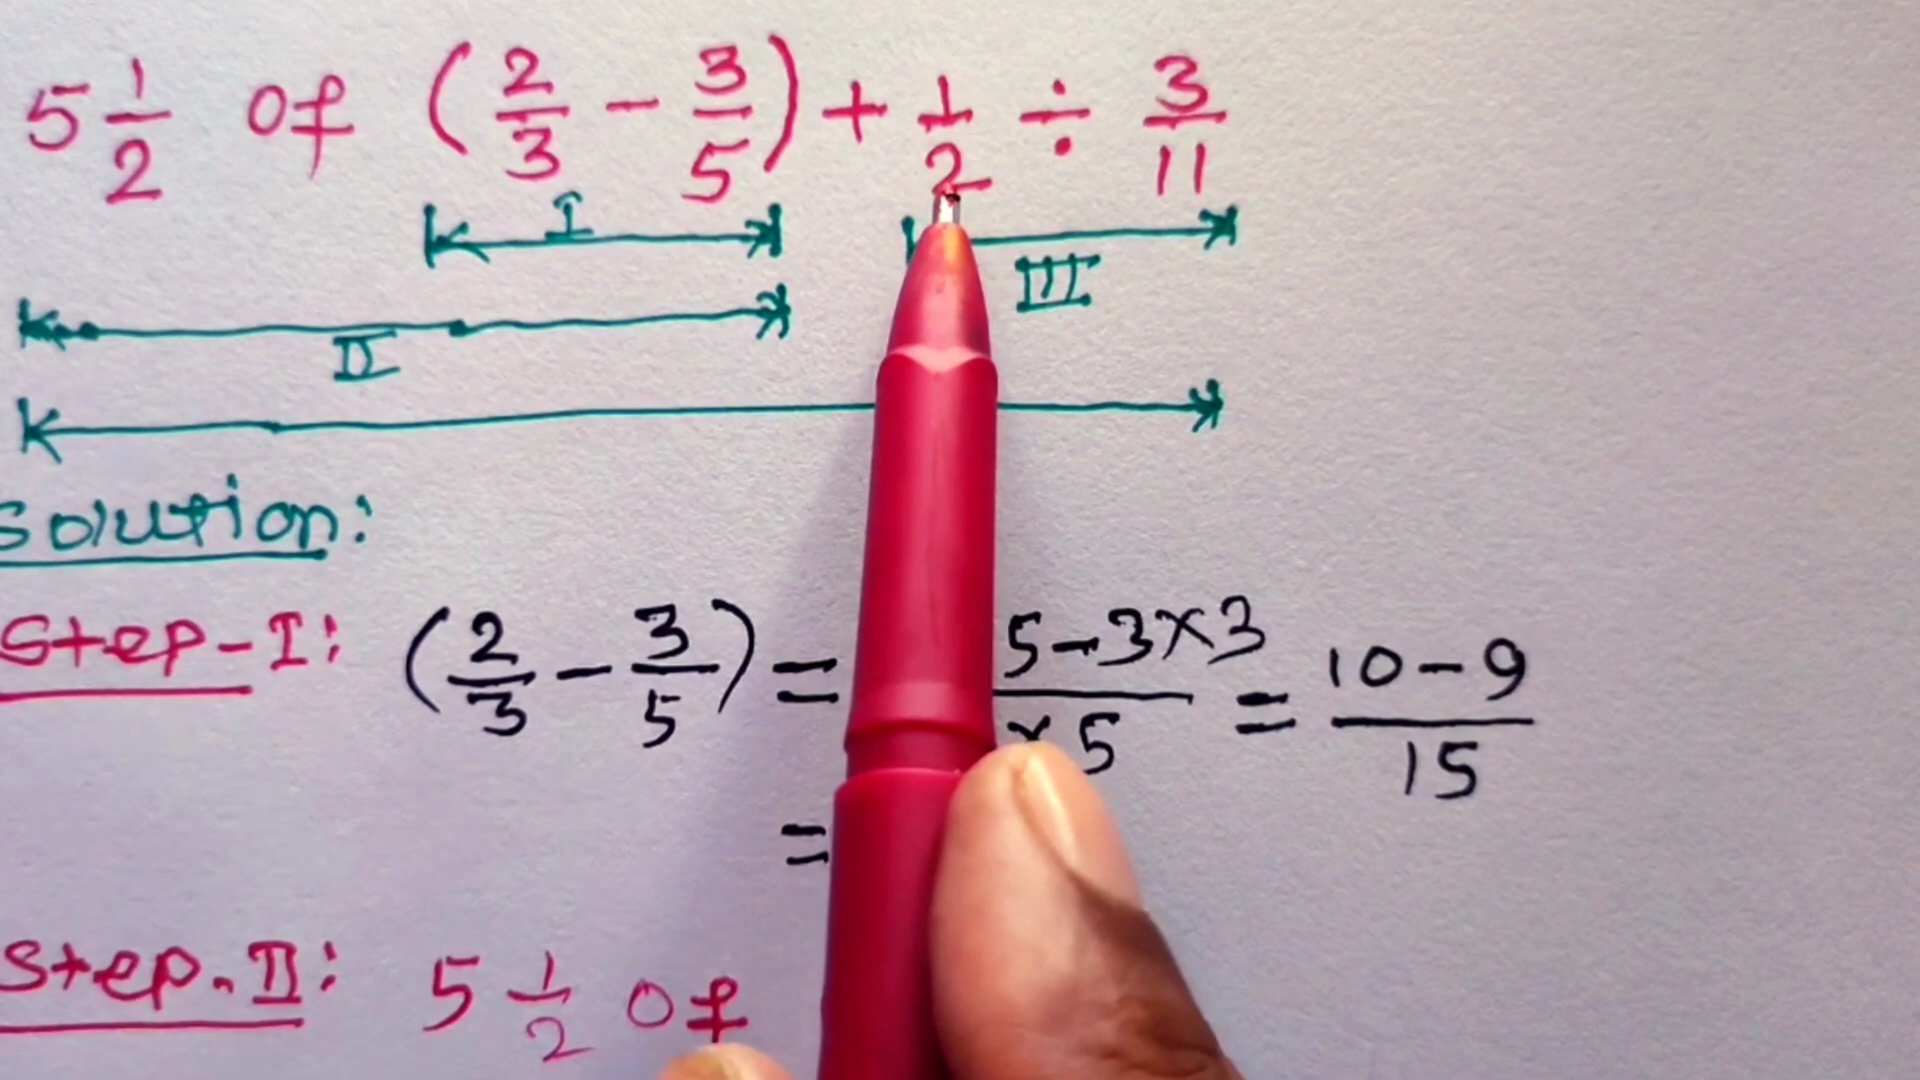 5 1/2 of (2/3 - 3/5) + 1/2 ÷ 3/11
I
III
II
Solution:
Step-I: (2/3 - 3/5) = 5-3×3 / ×5 = 10-9/15
=
Step.II: 5 1/2 of